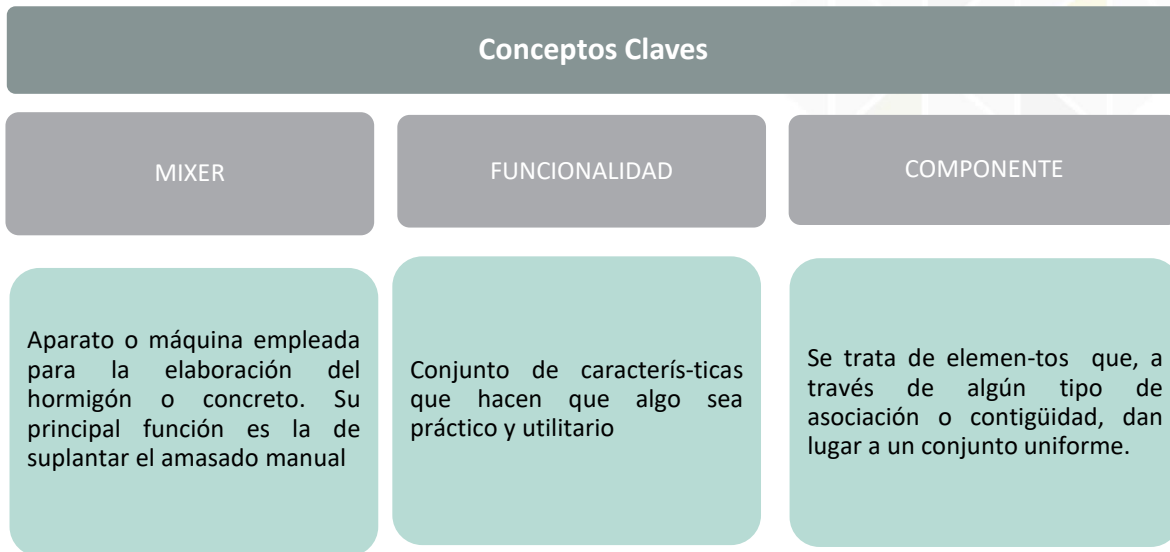 Conceptos Claves
MIXER
FUNCIONALIDAD
COMPONENTE
Aparato o máquina empleada
para la elaboración del
hormigón o concreto. Su
principal función es la de
suplantar el amasado manual
Conjunto de caracterís-ticas
que hacen que algo sea
práctico y utilitario
Se trata de elemen-tos que, a
través de algún tipo de
asociación o contigüidad, dan
lugar a un conjunto uniforme.